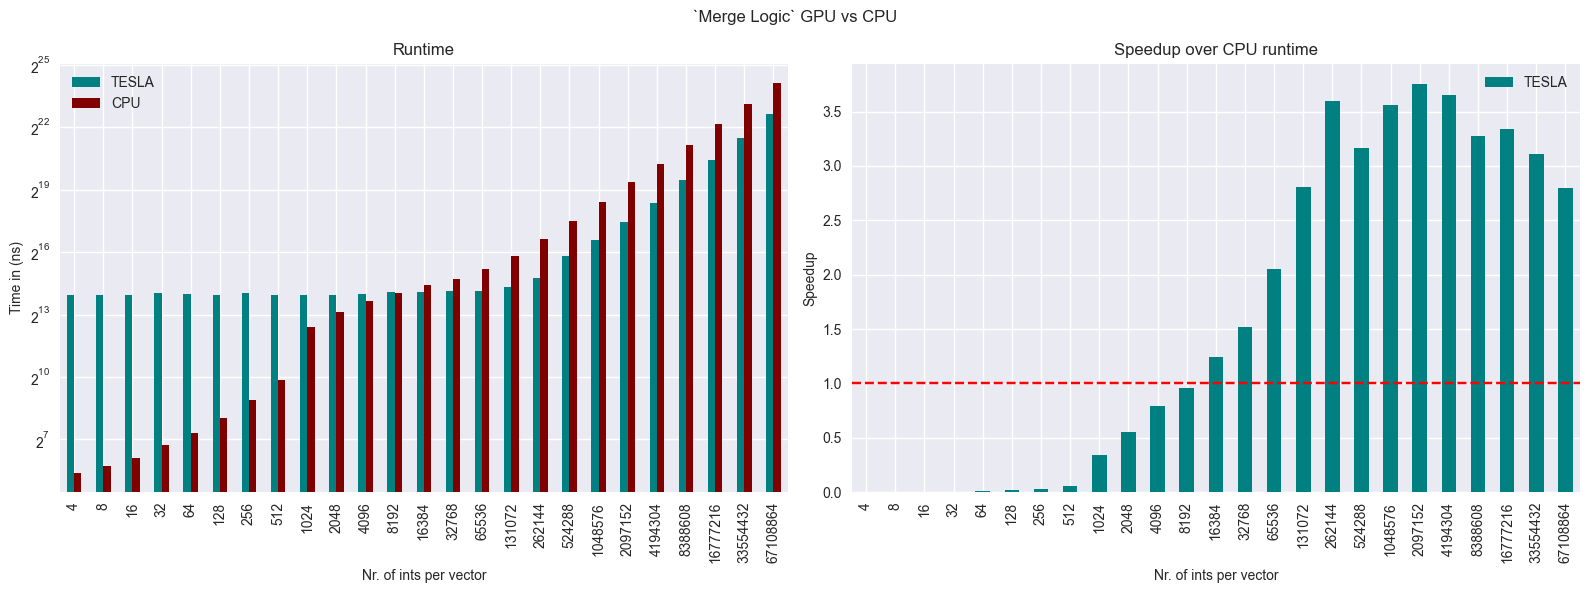 `Merge Logic` GPU vs CPU
Runtime
2^25
2^22
2^19
2^16
2^13
2^10
2^7
Time in (ns)
TESLA
CPU
4 8 16 32 64 128 256 512 1024 2048 4096 8192 16384 32768 65536 131072 262144 524288 1048576 2097152 4194304 8388608 16777216 33554432 67108864
Nr. of ints per vector
Speedup over CPU runtime
TESLA
3.5
3.0
2.5
2.0
1.5
1.0
0.5
0.0
Speedup
4 8 16 32 64 128 256 512 1024 2048 4096 8192 16384 32768 65536 131072 262144 524288 1048576 2097152 4194304 8388608 16777216 33554432 67108864
Nr. of ints per vector